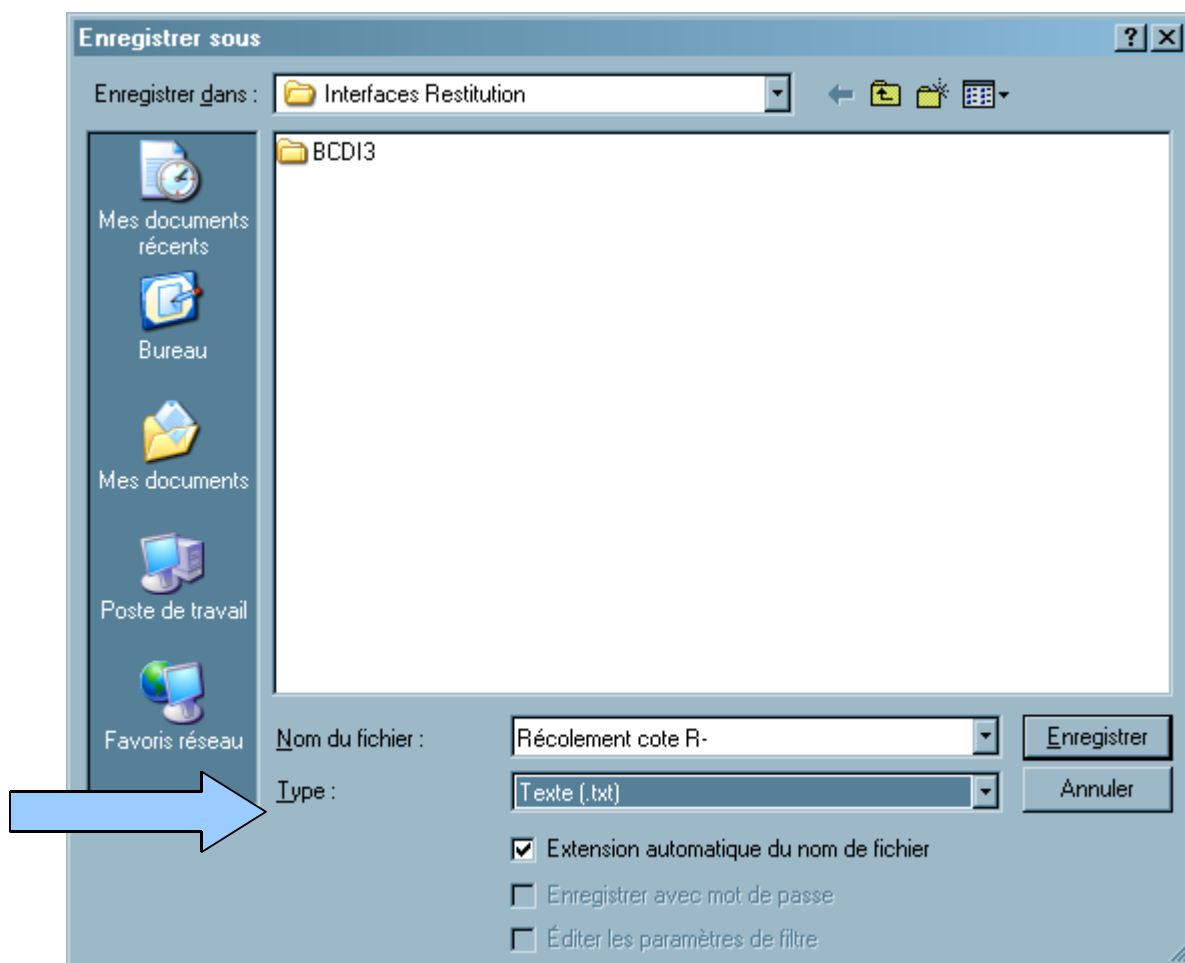 Enregistrer sous
Enregistrer dans :
Interfaces Restitution
BCDI3
Mes documents
récents
Bureau
Mes documents
Poste de travail
Favoris réseau
Nom du fichier :
Récolement cote R-
Enregistrer
Type :
Texte (.txt)
Annuler
Extension automatique du nom de fichier
Enregistrer avec mot de passe
Éditer les paramètres de filtre